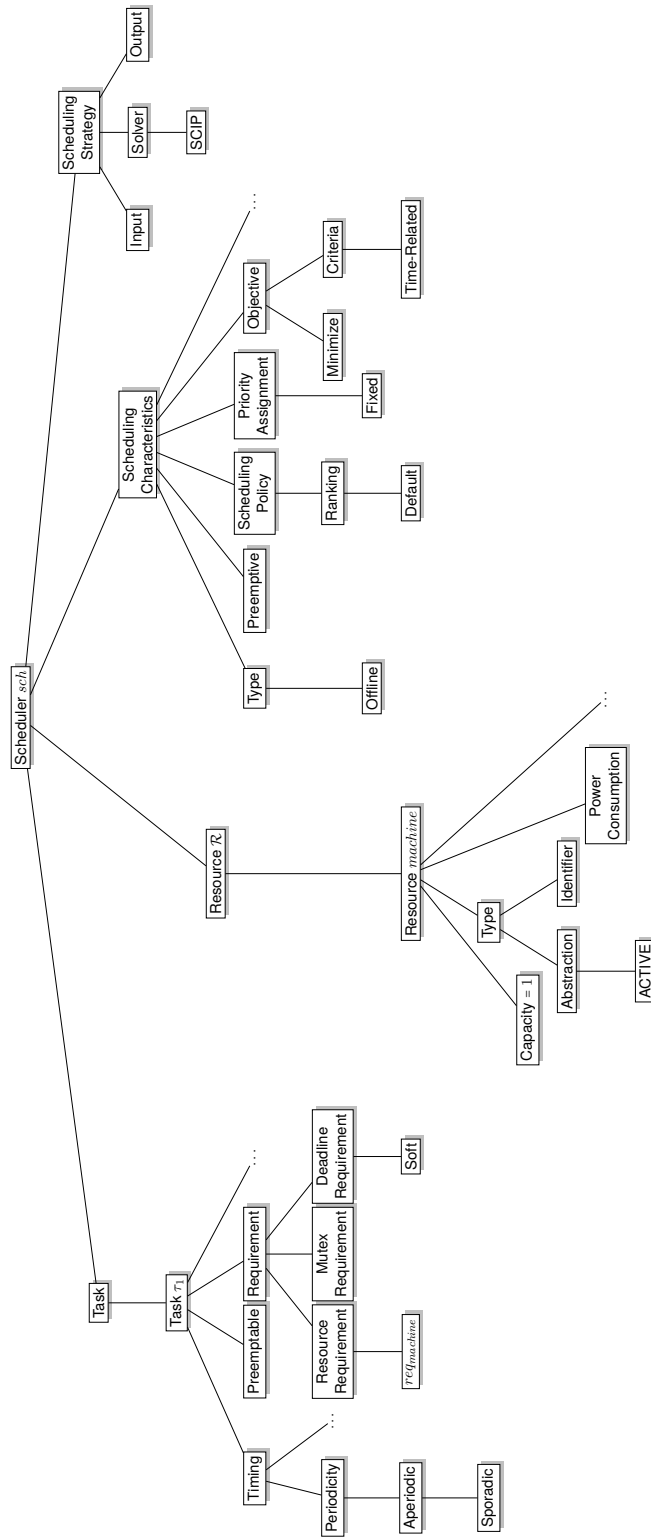 Scheduler sch
Task
Task τ1
Timing
Periodicity
Aperiodic
Sporadic
...
Preemptable
Requirement
Resource
Requirement
req machine
Mutex
Requirement
Deadline
Requirement
Soft
...
Resource R
Resource machine
Capacity = 1
Type
Abstraction
ACTIVE
Identifier
Power
Consumption
...
Scheduling
Characteristics
Type
Offline
Preemptive
Scheduling
Policy
Ranking
Default
Priority
Assignment
Fixed
Objective
Minimize
Criteria
Time-Related
...
Scheduling
Strategy
Input
Solver
SCIP
Output